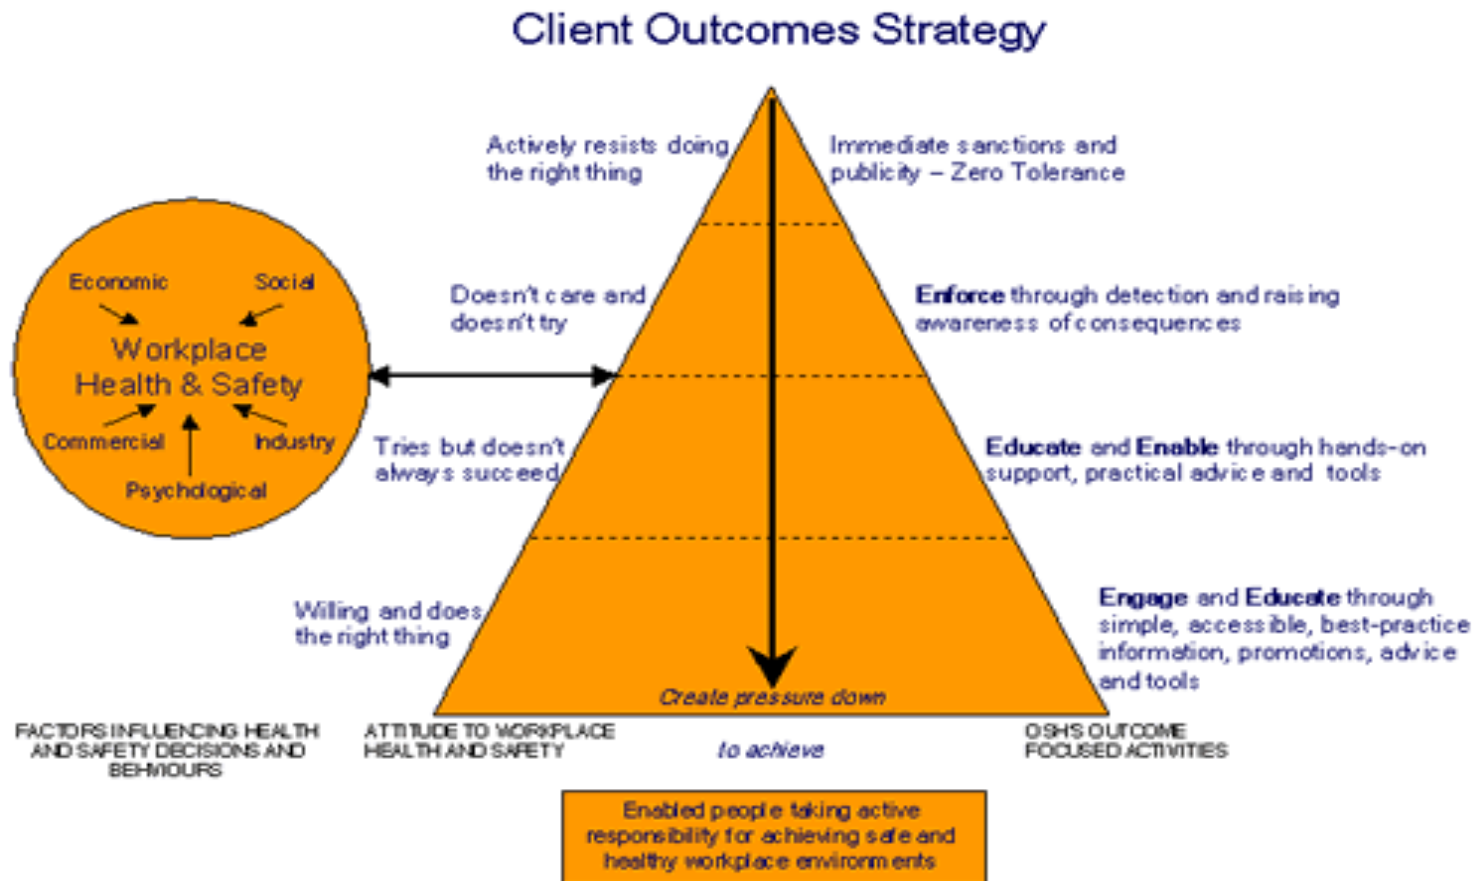 Client Outcomes Strategy
Actively resists doing
the right thing
Immediate sanctions and
publicity – Zero Tolerance
Economic
Social
Workplace
Health & Safety
Commercial
Industry
Psychological
Doesn't care and
doesn't try
Enforce through detection and raising
awareness of consequences
Tries but doesn't
always succeed
Educate and Enable through hands-on
support, practical advice and tools
Willing and does
the right thing
Engage and Educate through
simple, accessible, best-practice
information, promotions, advice
and tools
Create pressure down
FACTORS INFLUENCING HEALTH
AND SAFETY DECISIONS AND
BEHVIOURS
ATTITUDE TO WORKPLACE
HEALTH AND SAFETY
to achieve
OSH'S OUTCOME
FOCUSED ACTIVITIES
Enabled people taking active
responsibility for achieving safe and
healthy workplace environments